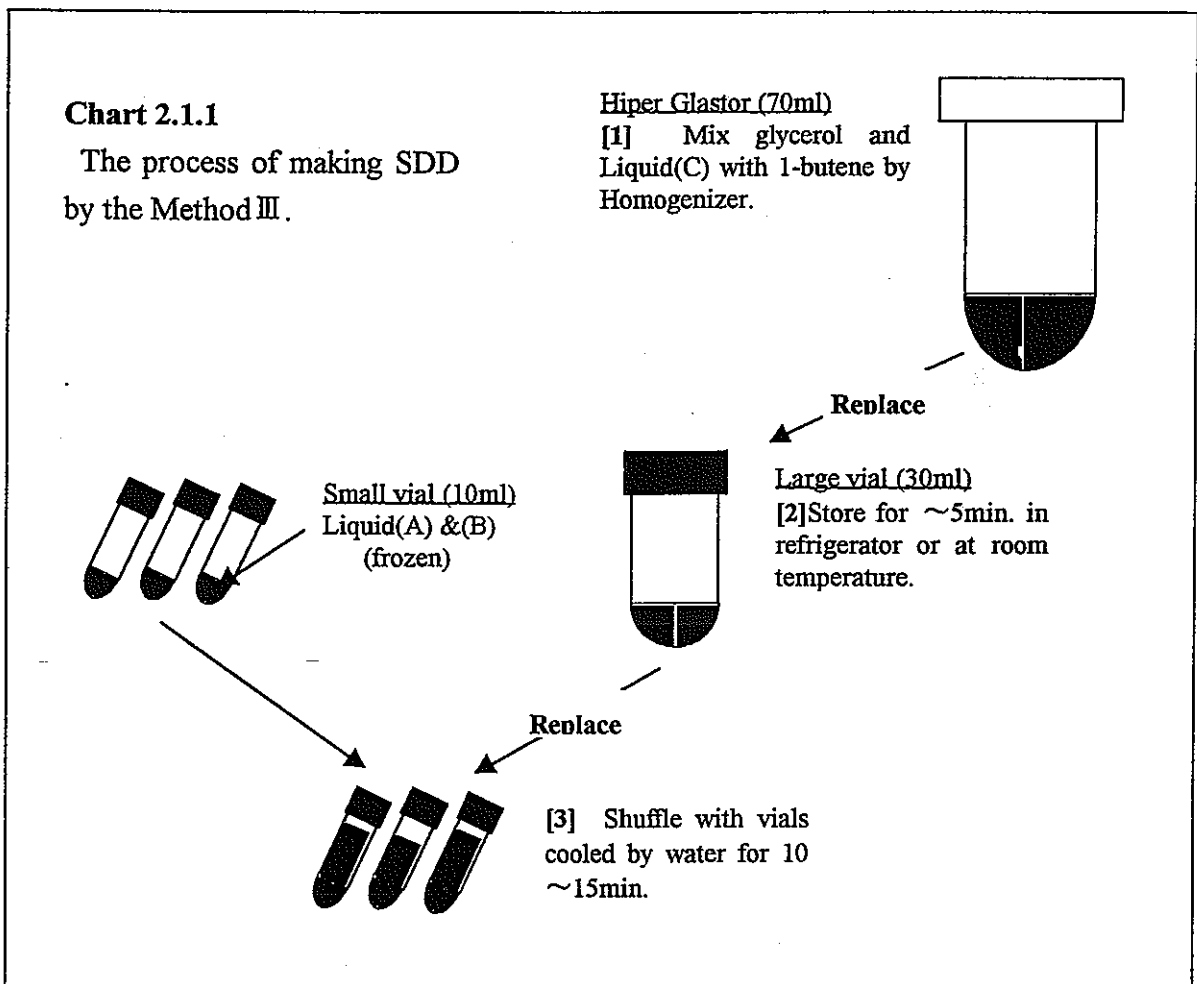 Chart 2.1.1
The process of making SDD
by the Method Ⅲ.
Hiper Glastor (70ml)
[1] Mix glycerol and
Liquid(C) with 1-butene by
Homogenizer.
Replace
Large vial (30ml)
[2]Store for ～5min. in
refrigerator or at room
temperature.
Small vial (10ml)
Liquid(A) &(B)
(frozen)
Replace
[3] Shuffle with vials
cooled by water for 10
～15min.